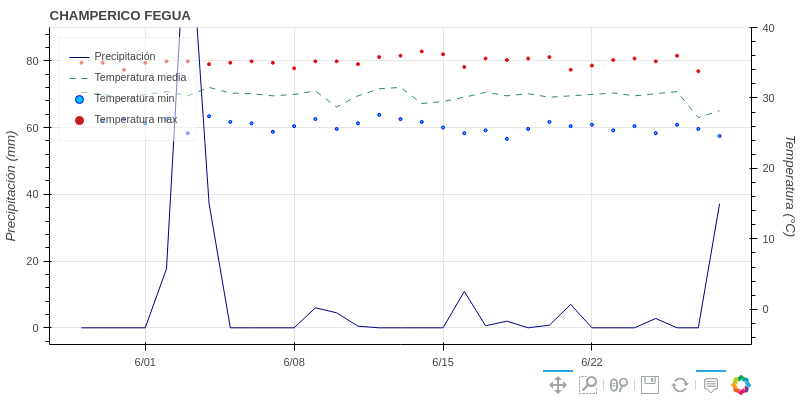 CHAMPERICO FEGUA
Precipitación
Temperatura media
Temperatura min
Temperatura max
Precipitación (mm)
80
60
40
20
0
Temperatura (°C)
40
30
20
10
0
6/01
6/08
6/15
6/22